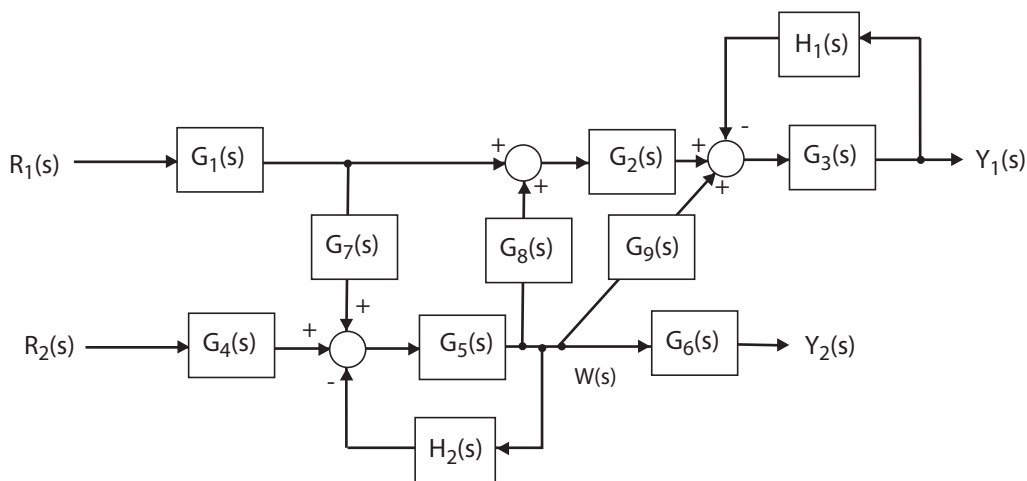 H₁(s)
-
R₁(s) G₁(s) + + G₂(s) + + G₃(s) Y₁(s)
G₇(s) G₈(s) G₉(s)
+
R₂(s) G₄(s) + G₅(s) G₆(s) Y₂(s)
- W(s)
H₂(s)